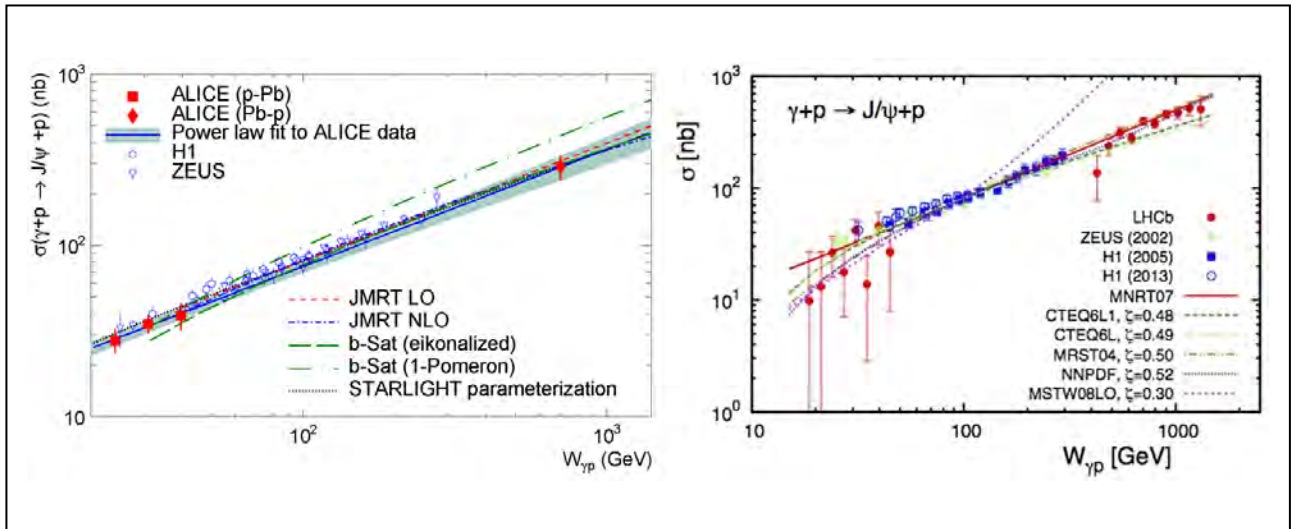 σ(γ+p → J/ψ +p) (nb)
10³
10²
10
ALICE (p-Pb)
ALICE (Pb-p)
Power law fit to ALICE data
H1
ZEUS
JMRT LO
JMRT NLO
b-Sat (eikonalized)
b-Sat (1-Pomeron)
STARLIGHT parameterization
10² 10³
Wγp (GeV)
σ [nb]
10³
10²
10¹
10⁰
γ+p → J/ψ+p
LHCb
ZEUS (2002)
H1 (2005)
H1 (2013)
MNRT07
CTEQ6L1, ζ=0.48
CTEQ6L, ζ=0.49
MRST04, ζ=0.50
NNPDF, ζ=0.52
MSTW08LO, ζ=0.30
10 100 1000
Wγp [GeV]